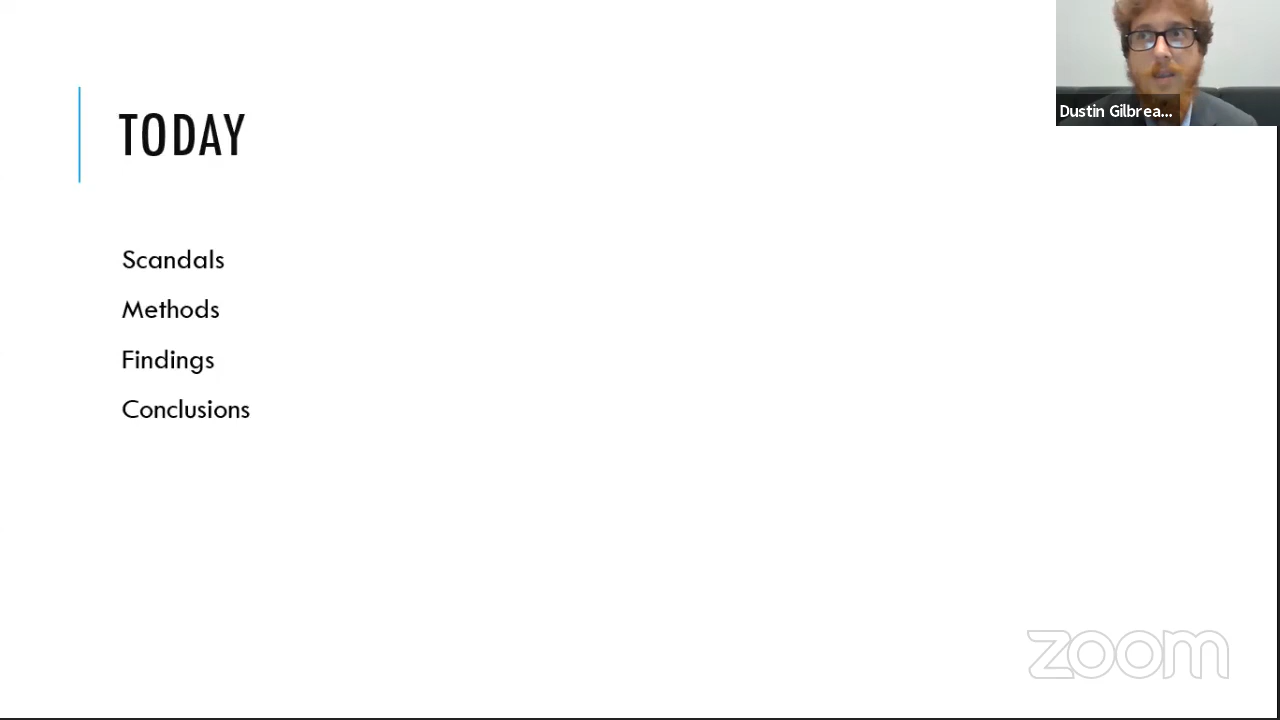 TODAY
Scandals
Methods
Findings
Conclusions
Dustin Gilbrea...
zoom